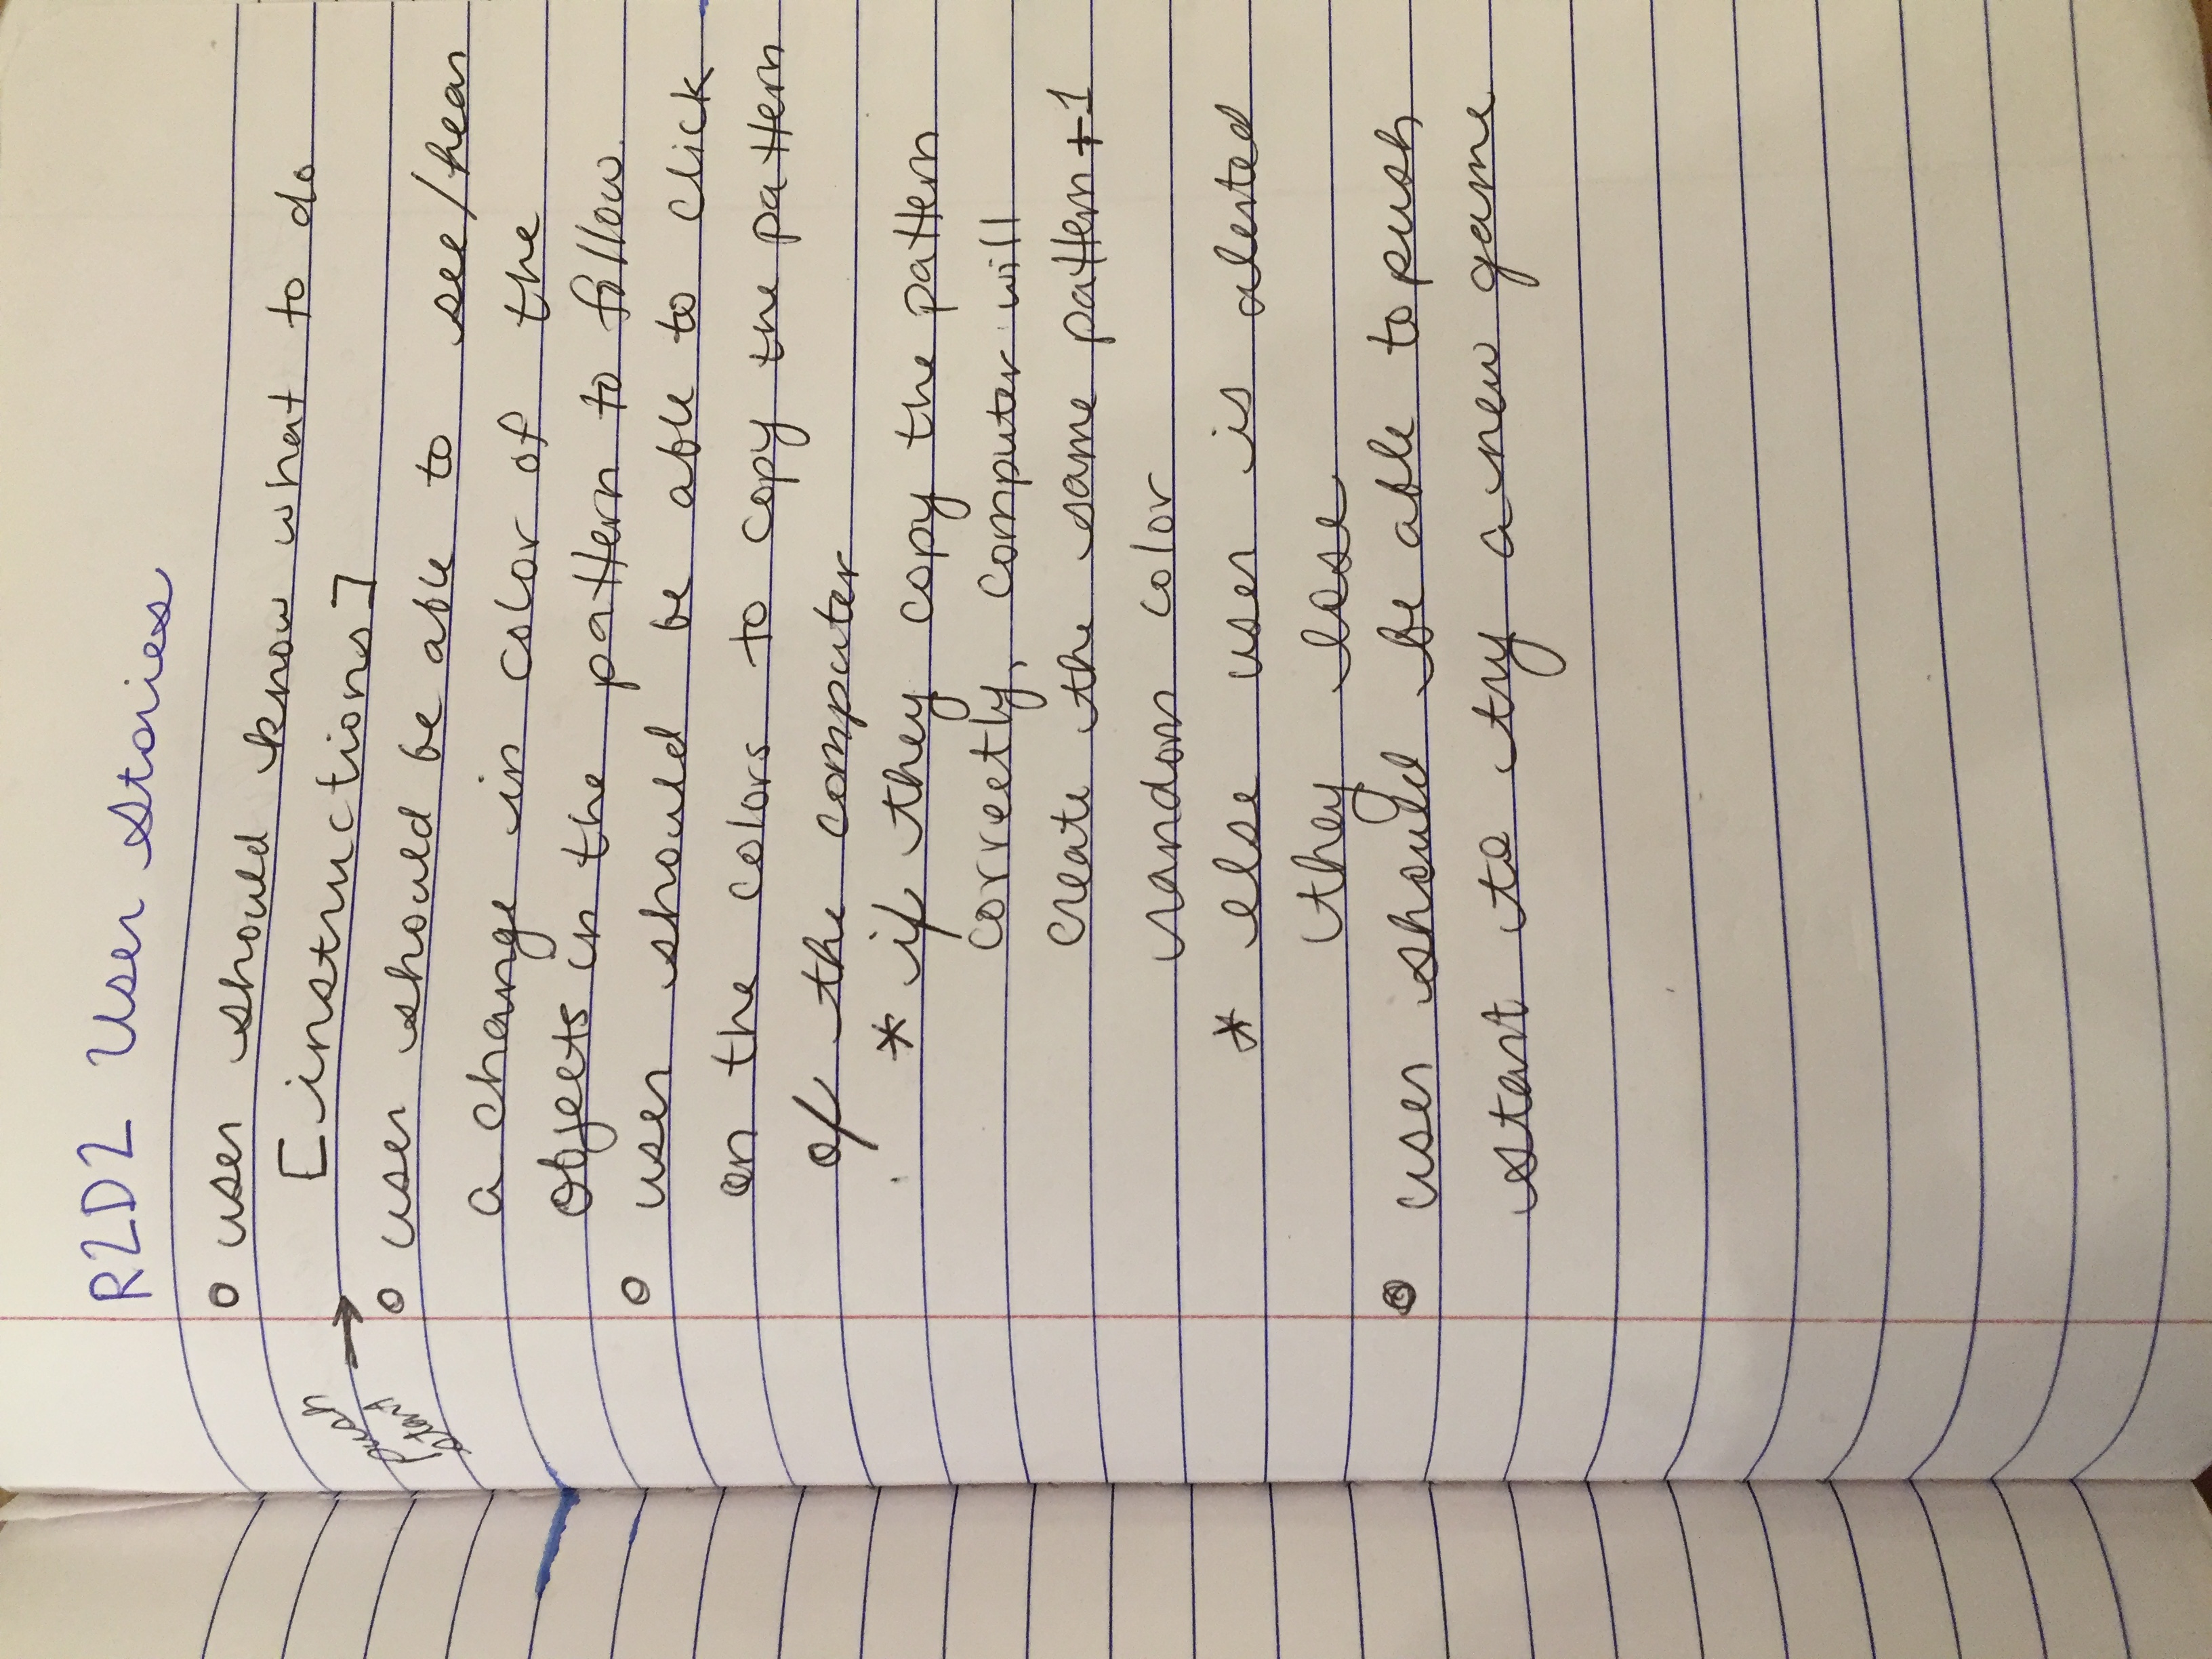 R2D2 User Stories
o user should know what to do
[instructions]
push
start →
o user should be able to see/hear
a change in color of the
objects in the pattern to follow.
o user should be able to click
on the colors to copy the pattern
of the computer
* if they copy the pattern
correctly, computer will
create the same pattern +1
random color
* else user is alerted
they lose
o user should be able to push
start to try a new game